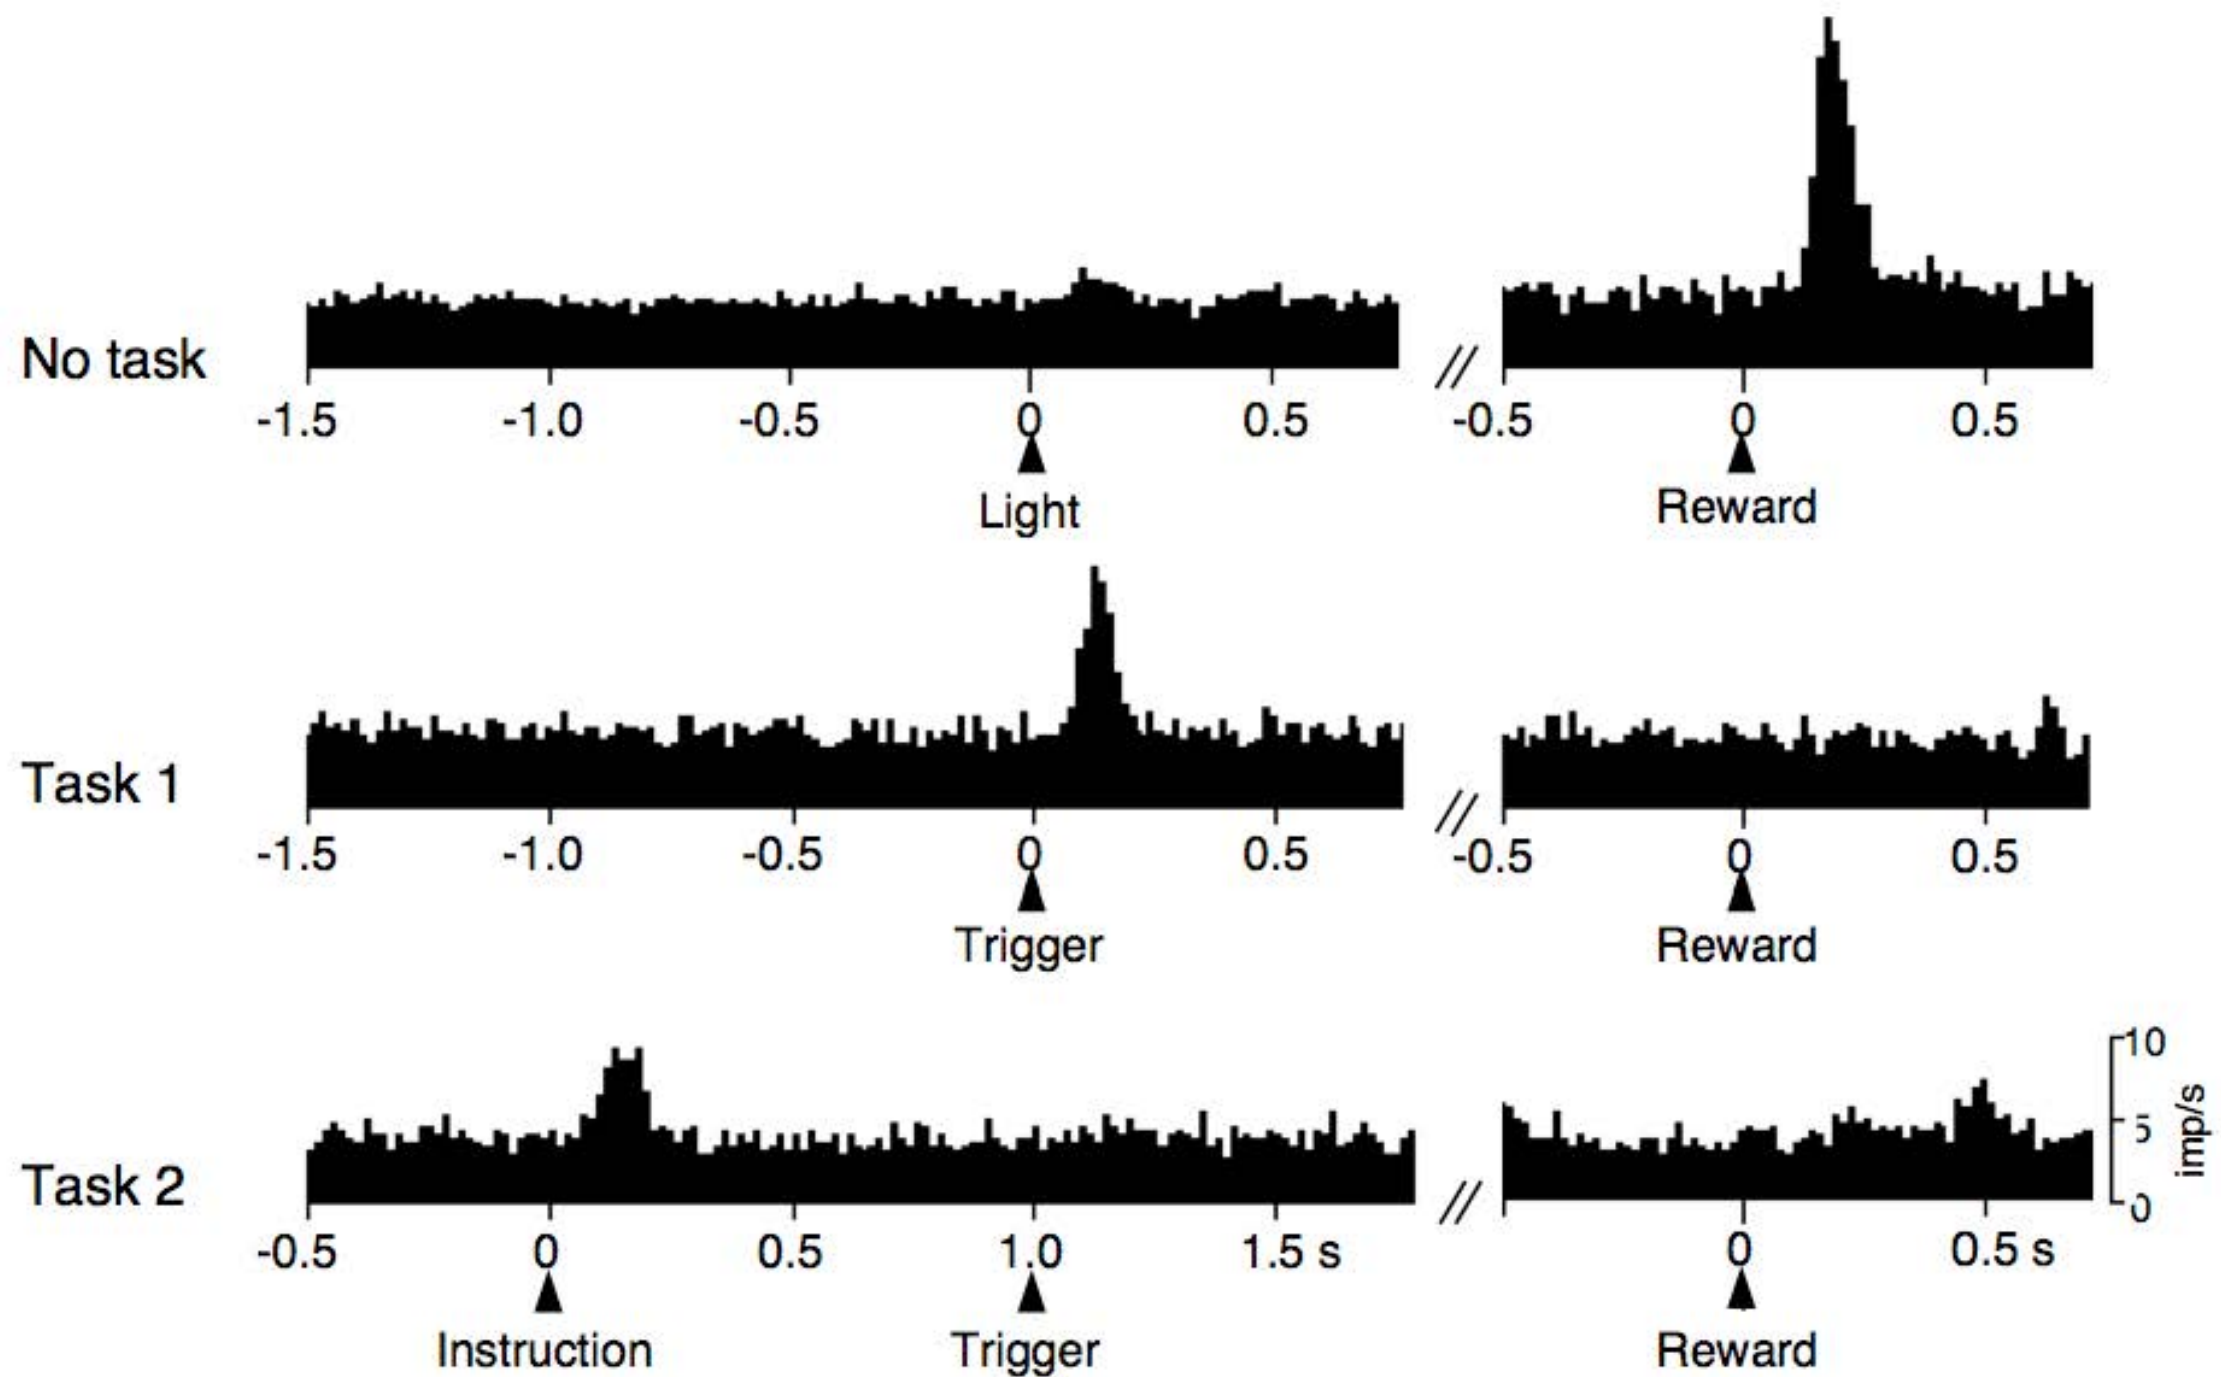 No task
-1.5 -1.0 -0.5 0 0.5 -0.5 0 0.5
Light Reward
Task 1
-1.5 -1.0 -0.5 0 0.5 -0.5 0 0.5
Trigger Reward
10
5
0
imp/s
Task 2
-0.5 0 0.5 1.0 1.5 s 0 0.5 s
Instruction Trigger Reward